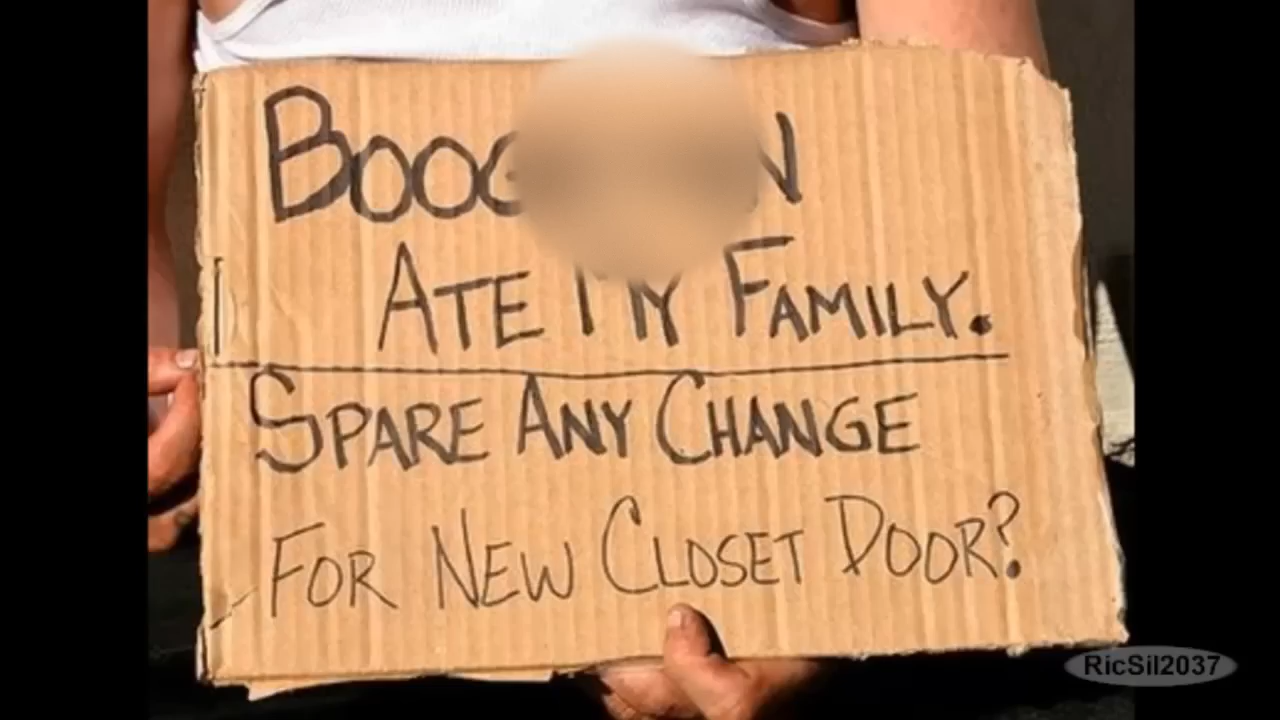 ATE MY FAMILY.
SPARE ANY CHANGE
FOR NEW CLOSET DOOR?
RicSil2037